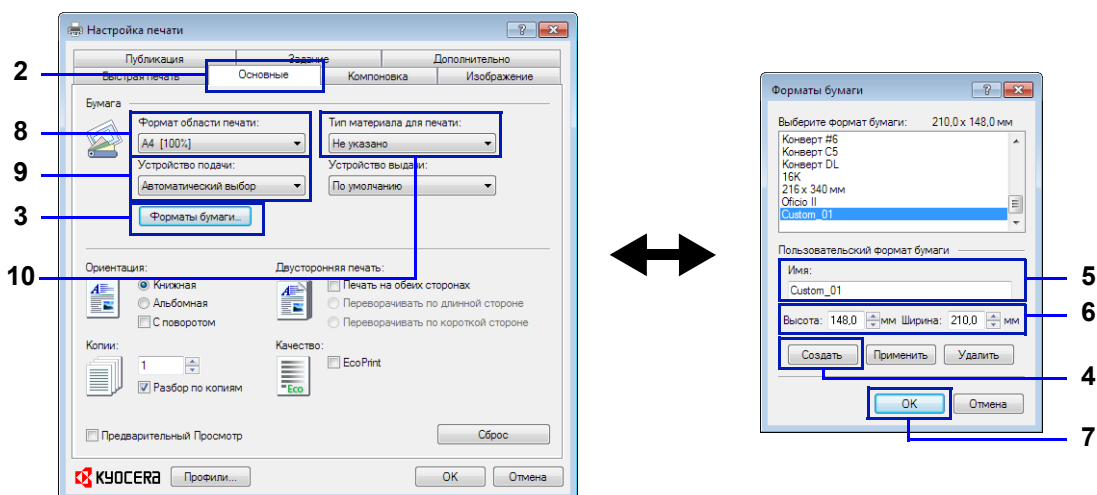 Настройка печати
Публикация Задание Дополнительно
2
Быстрая печать Основные Компоновка Изображение
Бумага
8
Формат области печати: Тип материала для печати:
A4 [100%] Не указано
9
Устройство подачи: Устройство выдачи:
Автоматический выбор По умолчанию
3
Форматы бумаги...
10
Ориентация: Двусторонняя печать:
Книжная Печать на обеих сторонах
Альбомная Переворачивать по длинной стороне
С поворотом Переворачивать по короткой стороне
Копии: Качество:
1 EcoPrint
Разбор по копиям
Eco
Предварительный Просмотр Сброс
KYOCERA Профили... OK Отмена
Форматы бумаги
Выберите формат бумаги: 210,0 x 148,0 мм
Конверт #6
Конверт C5
Конверт DL
16K
216 x 340 мм
Oficio II
Custom_01
Пользовательский формат бумаги
Имя:
5
Custom_01
6
Высота: 148,0 мм Ширина: 210,0 мм
Создать Применить Удалить
4
OK Отмена
7